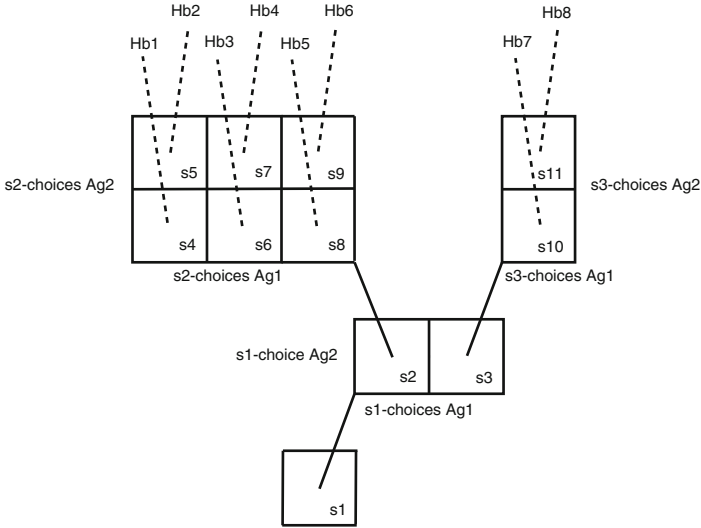 Hb2
Hb4
Hb6
Hb8
Hb1
Hb3
Hb5
Hb7
s5
s7
s9
s11
s2-choices Ag2
s3-choices Ag2
s4
s6
s8
s10
s2-choices Ag1
s3-choices Ag1
s1-choice Ag2
s2
s3
s1-choices Ag1
s1